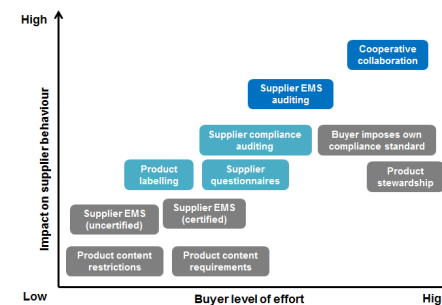 High
Cooperative
collaboration
Supplier EMS
auditing
Supplier compliance
auditing
Buyer imposes own
compliance standard
Product
labelling
Supplier
questionnaires
Product
stewardship
Supplier EMS
(uncertified)
Supplier EMS
(certified)
Product content
restrictions
Product content
requirements
Impact on supplier behaviour
Low
Buyer level of effort
Hig